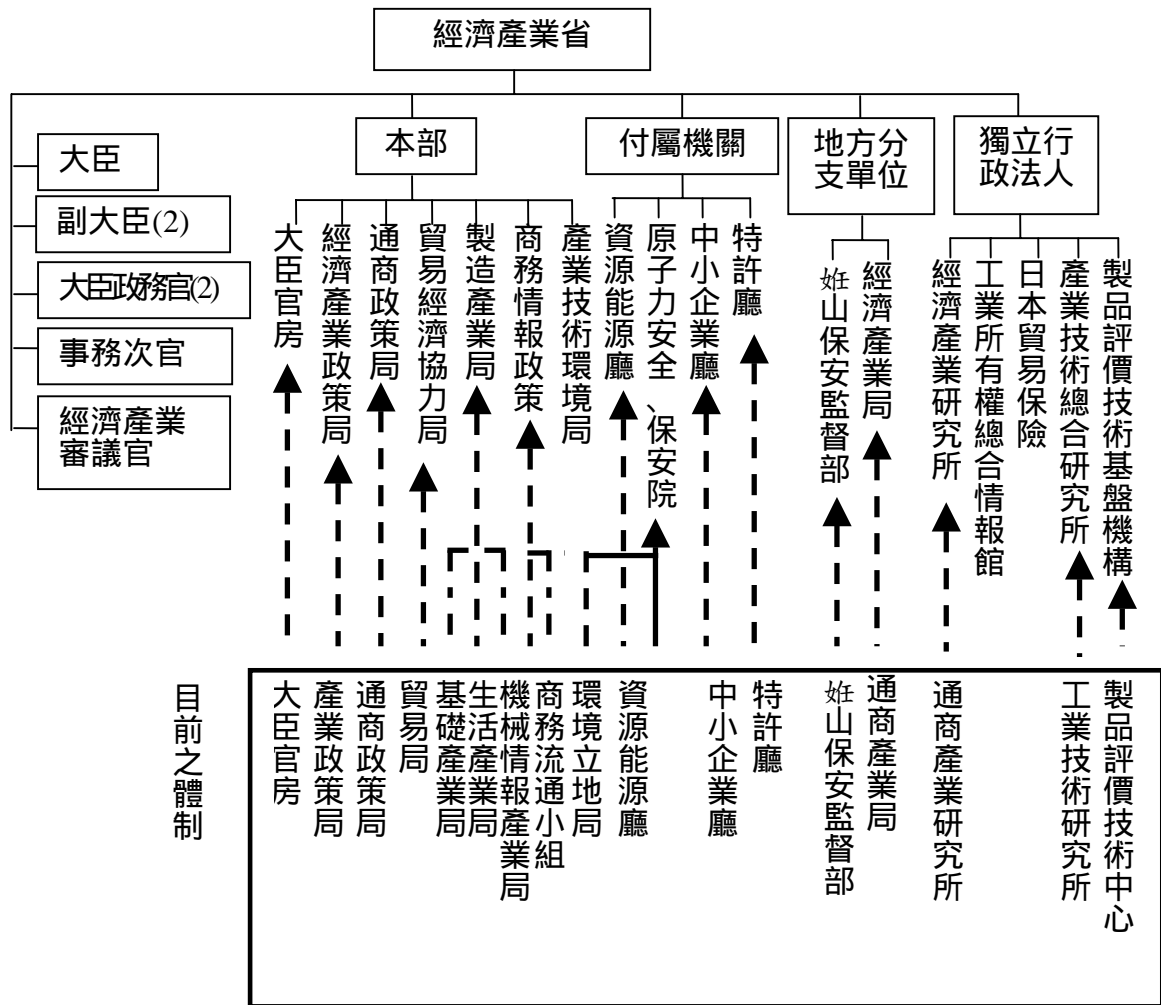 經濟產業省
本部
付屬機關
地方分
支單位
獨立行
政法人
大臣
副大臣(2)
大臣政務官(2)
事務次官
經濟產業
審議官
大臣官房
經濟產業政策局
通商政策局
貿易經濟協力局
製造產業局
商務情報政策
產業技術環境局
資源能源廳
原子力安全、保安院
中小企業廳
特許廳
姙山保安監督部
經濟產業局
經濟產業研究所
工業所有權總合情報館
日本貿易保險
產業技術總合研究所
製品評價技術基盤機構
目前之體制
大臣官房
產業政策局
通商政策局
貿易局
基礎產業局
生活產業局
機械情報產業局
商務流通小組
環境立地局
資源能源廳
中小企業廳
特許廳
姙山保安監督部
通商產業局
通商產業研究所
工業技術研究所
製品評價技術中心